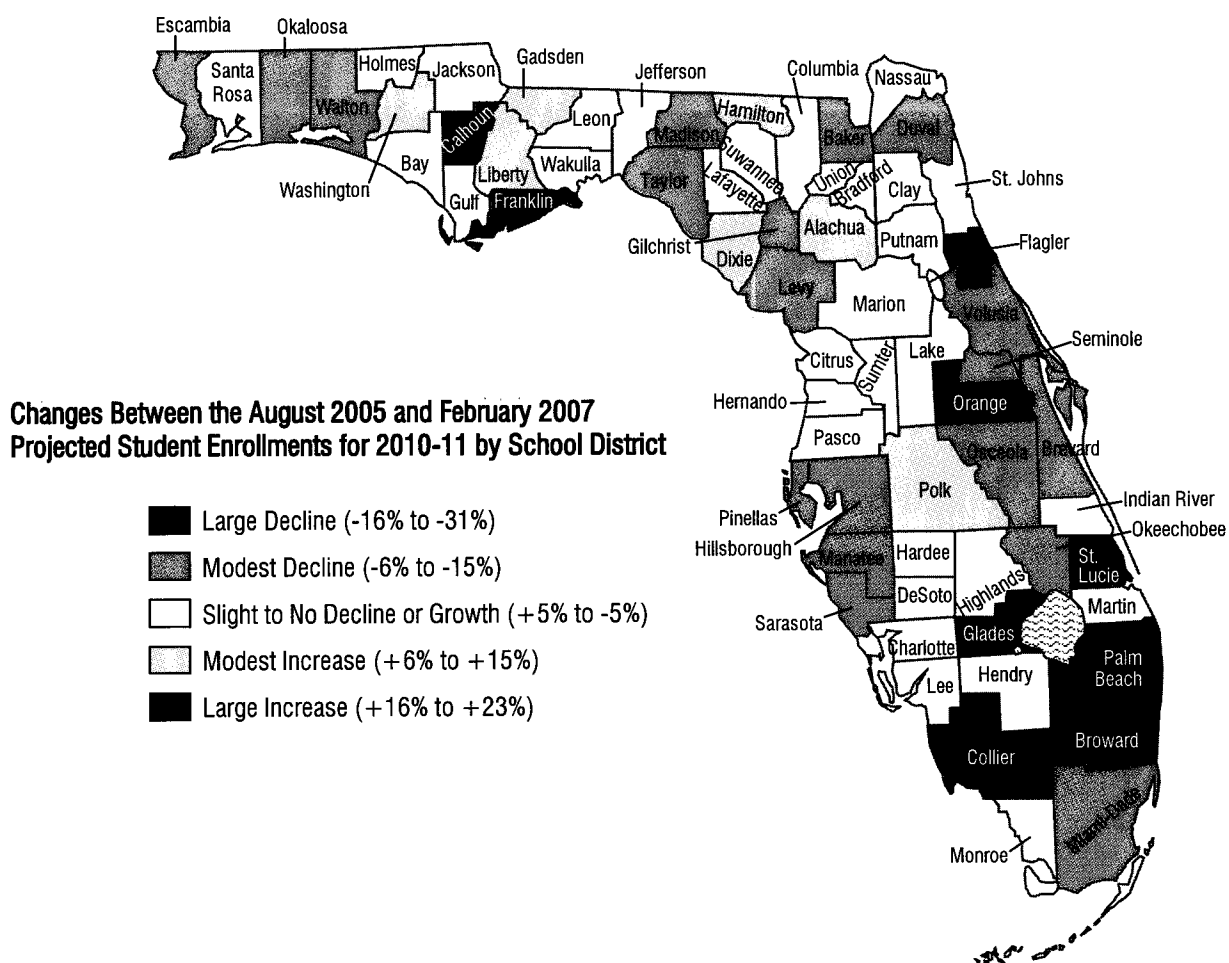 Escambia
Okaloosa
Santa
Rosa
Walton
Holmes
Jackson
Washington
Bay
Calhoun
Gulf
Gadsden
Liberty
Franklin
Leon
Wakulla
Jefferson
Madison
Taylor
Hamilton
Suwannee
Lafayette
Columbia
Baker
Nassau
Duval
Union
Bradford
Clay
St. Johns
Gilchrist
Dixie
Alachua
Putnam
Flagler
Levy
Marion
Volusia
Citrus
Sumter
Lake
Seminole
Hernando
Orange
Pasco
Osceola
Brevard
Polk
Pinellas
Hillsborough
Indian River
Okeechobee
Manatee
Hardee
Highlands
St.
Lucie
DeSoto
Sarasota
Martin
Charlotte
Glades
Palm
Beach
Lee
Hendry
Collier
Broward
Miami-Dade
Monroe
Changes Between the August 2005 and February 2007
Projected Student Enrollments for 2010-11 by School District
Large Decline (-16% to -31%)
Modest Decline (-6% to -15%)
Slight to No Decline or Growth (+5% to -5%)
Modest Increase (+6% to +15%)
Large Increase (+16% to +23%)